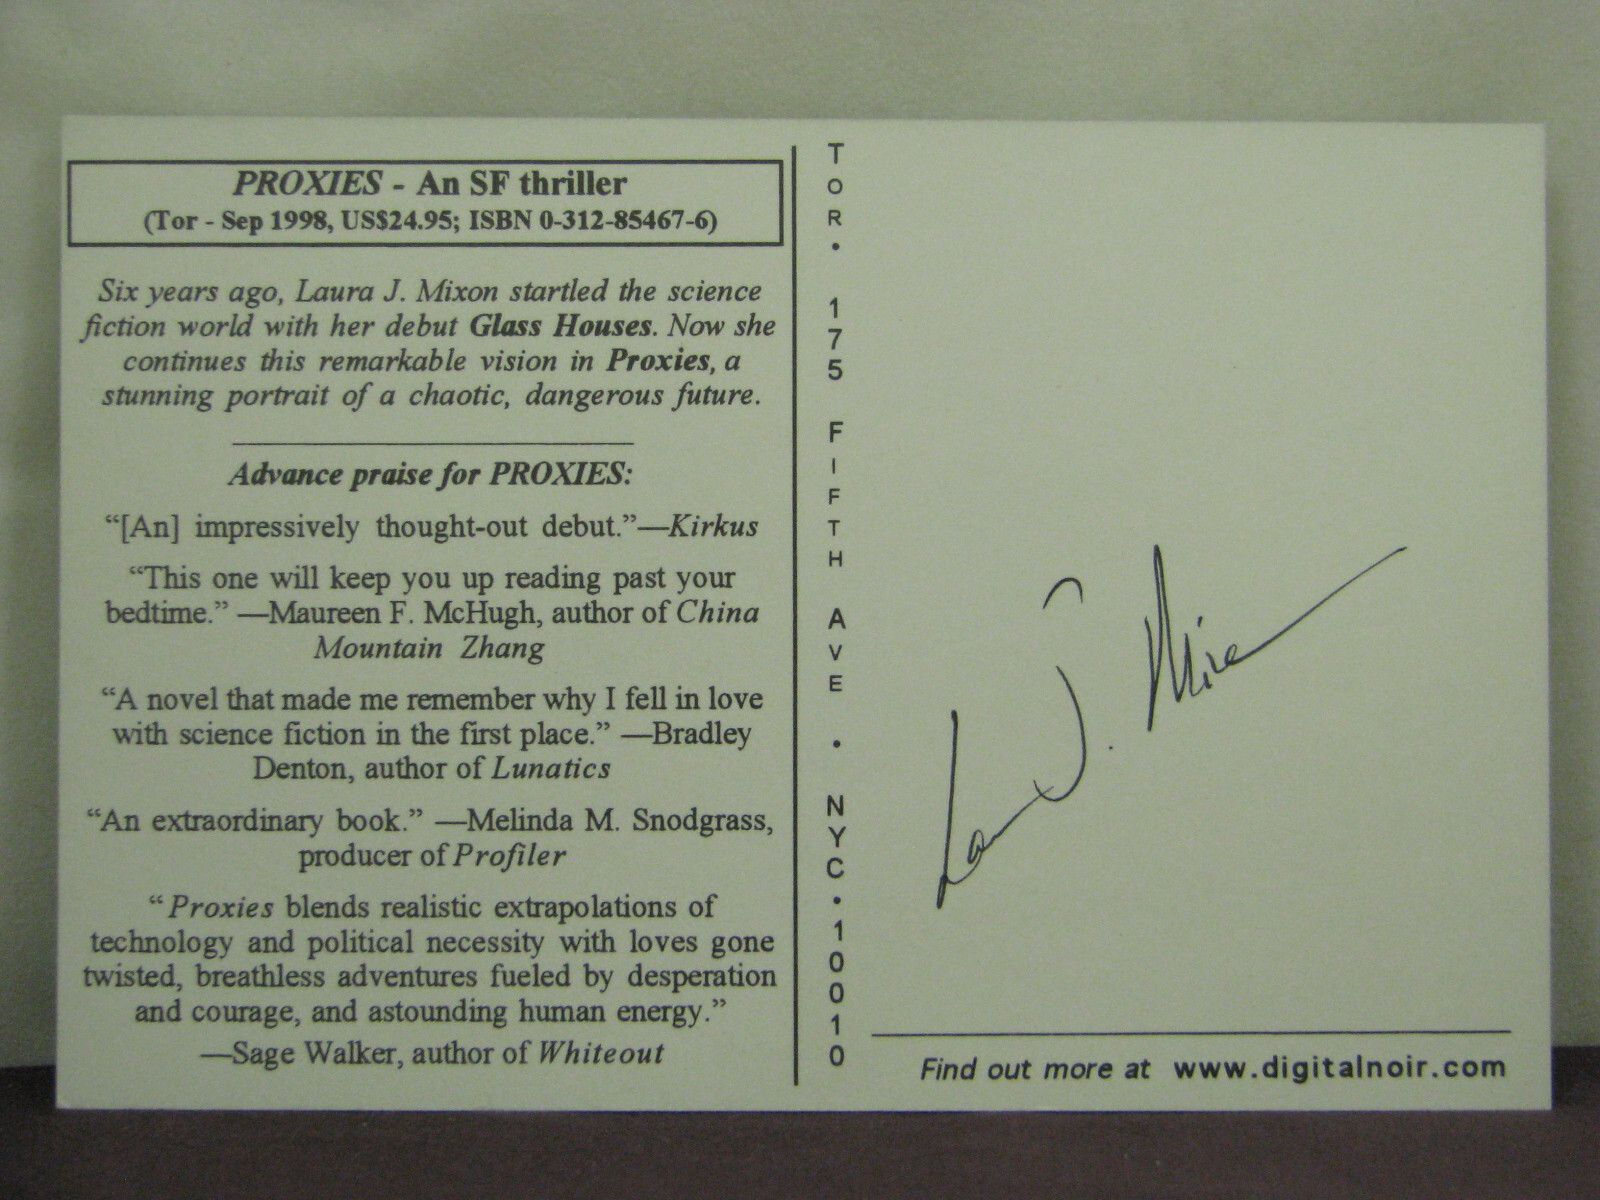 PROXIES - An SF thriller
(Tor - Sep 1998, US$24.95; ISBN 0-312-85467-6)
Six years ago, Laura J. Mixon startled the science
fiction world with her debut Glass Houses. Now she
continues this remarkable vision in Proxies, a
stunning portrait of a chaotic, dangerous future.
Advance praise for PROXIES:
“[An] impressively thought-out debut.”—Kirkus
“This one will keep you up reading past your
bedtime.” —Maureen F. McHugh, author of China
Mountain Zhang
“A novel that made me remember why I fell in love
with science fiction in the first place.” —Bradley
Denton, author of Lunatics
“An extraordinary book.” —Melinda M. Snodgrass,
producer of Profiler
“Proxies blends realistic extrapolations of
technology and political necessity with loves gone
twisted, breathless adventures fueled by desperation
and courage, and astounding human energy.”
—Sage Walker, author of Whiteout
TOR • 175 FIFTH AVE • NYC • 10010
Laura J. Mixon
Find out more at www.digitalnoir.com